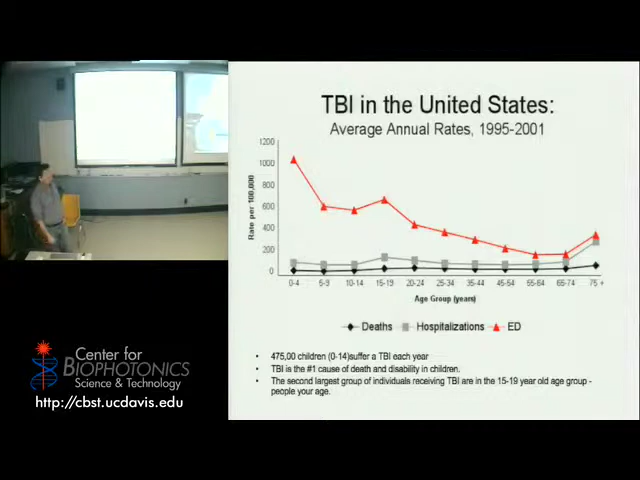 TBI in the United States:
Average Annual Rates, 1995-2001
1200
1000
800
600
400
200
0
Rate per 100,000
0-4 5-9 10-14 15-19 20-24 25-34 35-44 45-54 55-64 65-74 75 +
Age Group (years)
Deaths Hospitalizations ED
• 475,00 children (0-14)suffer a TBI each year
• TBI is the #1 cause of death and disability in children.
• The second largest group of individuals receiving TBI are in the 15-19 year old age group -
people your age.
Center for
BIOPHOTONICS
Science & Technology
http://cbst.ucdavis.edu